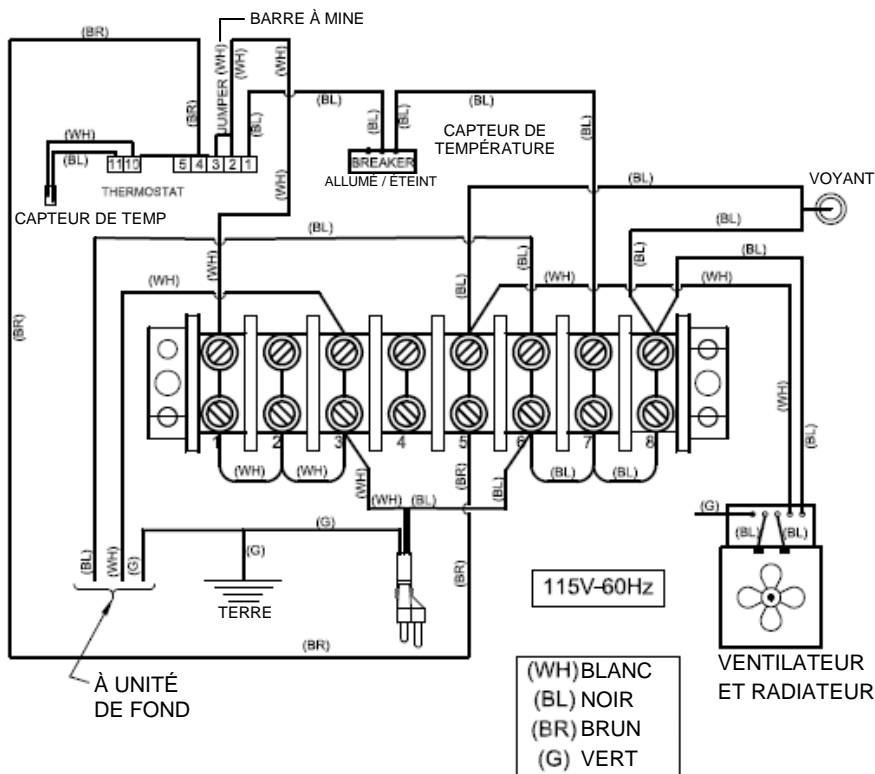 BARRE À MINE
(BR)
(WH)
(WH)
(WH)
JUMPER
(BR)
(BL)
(BL)
(BL)
(BL)
(BL)
(BL)
CAPTEUR DE
TEMPÉRATURE
(WH)
(BL)
11 10 5 4 3 2 1
THERMOSTAT
BREAKER
ALLUMÉ / ÉTEINT
CAPTEUR DE TEMP
(WH)
(BL)
VOYANT
(BL)
(BL)
(WH)
(BL)
(BL)
(BL)
(BL)
(WH)
(WH)
(WH)
(BR)
(WH)
(BL)
1 2 3 4 5 6 7 8
(WH) (WH)
(WH)
(BR)
(BL)
(BL) (BL)
(WH) (BL)
(G)
(G)
(BL)
(WH)
(G)
(G)
(BL) (BL)
(BR)
TERRE
115V-60Hz
(BR)
À UNITÉ
DE FOND
VENTILATEUR
ET RADIATEUR
(WH) BLANC
(BL) NOIR
(BR) BRUN
(G) VERT